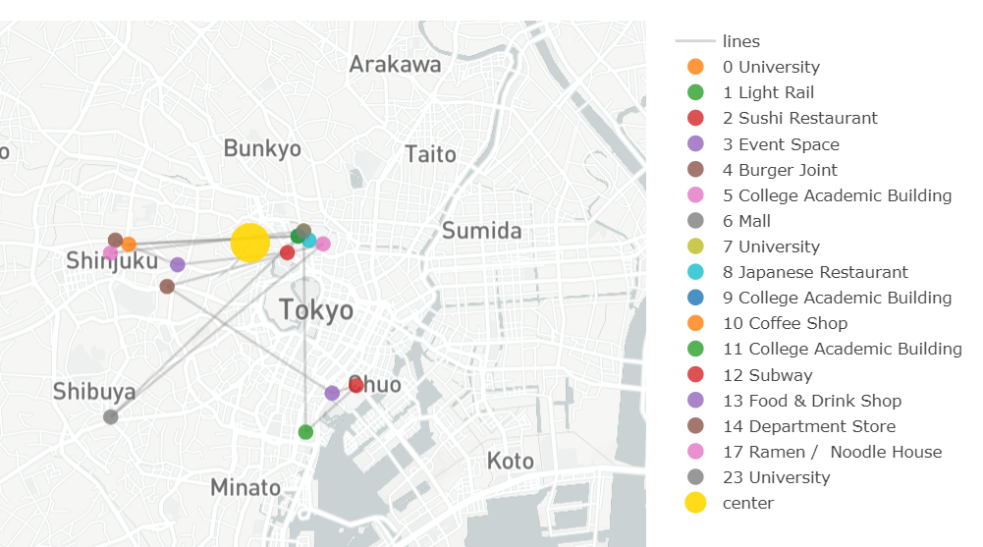 Arakawa
Bunkyo
Taito
o
Sumida
Shinjuku
Tokyo
Shibuya
Chuo
Koto
Minato
lines
0 University
1 Light Rail
2 Sushi Restaurant
3 Event Space
4 Burger Joint
5 College Academic Building
6 Mall
7 University
8 Japanese Restaurant
9 College Academic Building
10 Coffee Shop
11 College Academic Building
12 Subway
13 Food & Drink Shop
14 Department Store
17 Ramen /  Noodle House
23 University
center